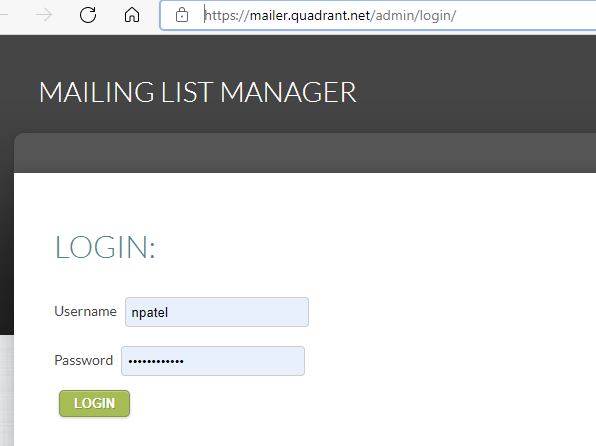 https://mailer.quadrant.net/admin/login/
MAILING LIST MANAGER
LOGIN:
Username npatel
Password ••••••••••••
LOGIN